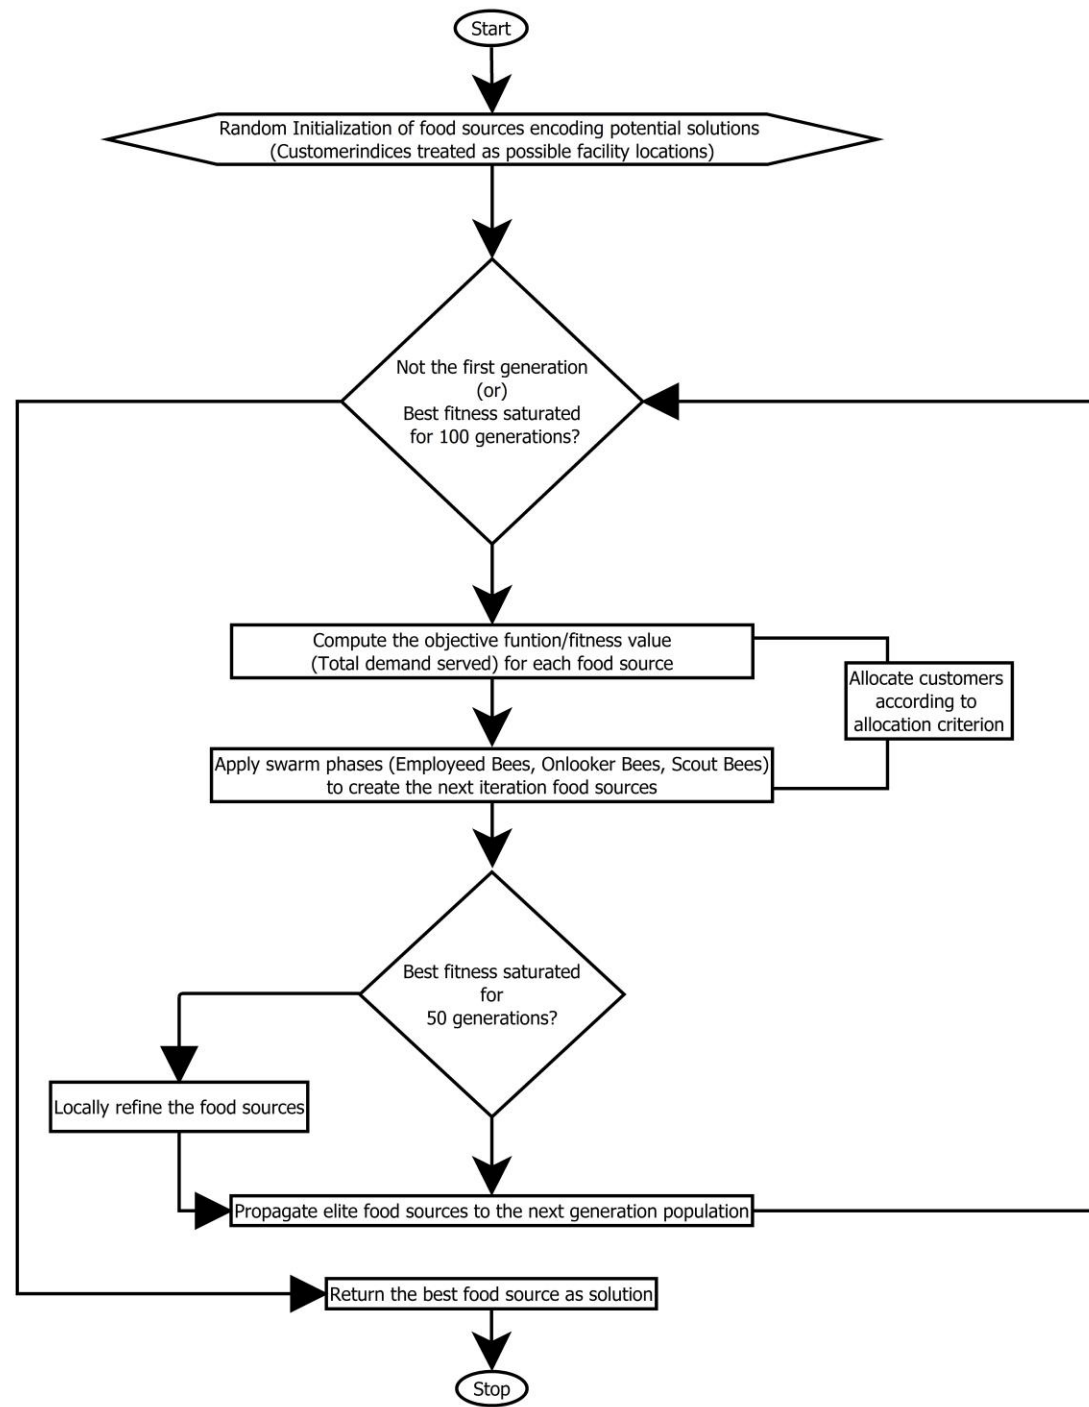 Start
Random Initialization of food sources encoding potential solutions
(Customerindices treated as possible facility locations)
Not the first generation
(or)
Best fitness saturated
for 100 generations?
Compute the objective funtion/fitness value
(Total demand served) for each food source
Allocate customers
according to
allocation criterion
Apply swarm phases (Employeed Bees, Onlooker Bees, Scout Bees)
to create the next iteration food sources
Best fitness saturated
for
50 generations?
Locally refine the food sources
Propagate elite food sources to the next generation population
Return the best food source as solution
Stop